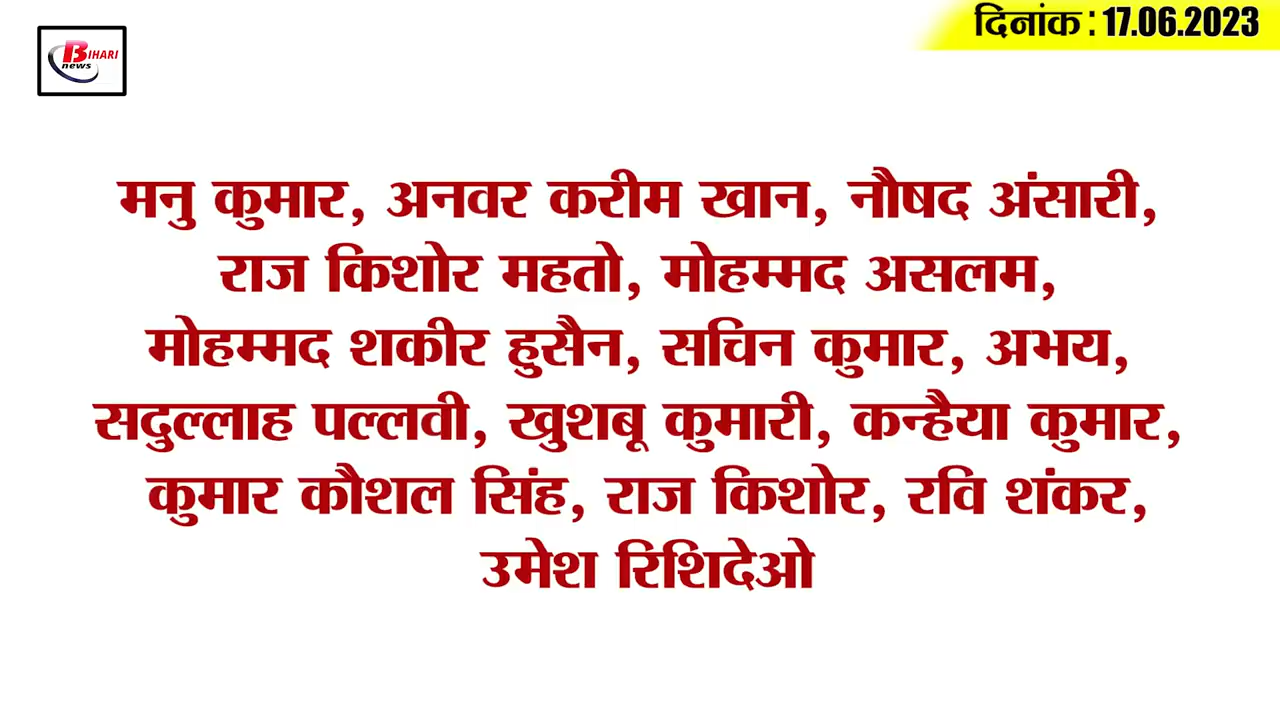 दिनांक : 17.06.2023
BIHARI
news
मनु कुमार, अनवर करीम खान, नौषद अंसारी,
राज किशोर महतो, मोहम्मद असलम,
मोहम्मद शकीर हुसैन, सचिन कुमार, अभय,
सदुल्लाह पल्लवी, खुशबू कुमारी, कन्हैया कुमार,
कुमार कौशल सिंह, राज किशोर, रवि शंकर,
उमेश रिशिदेओ